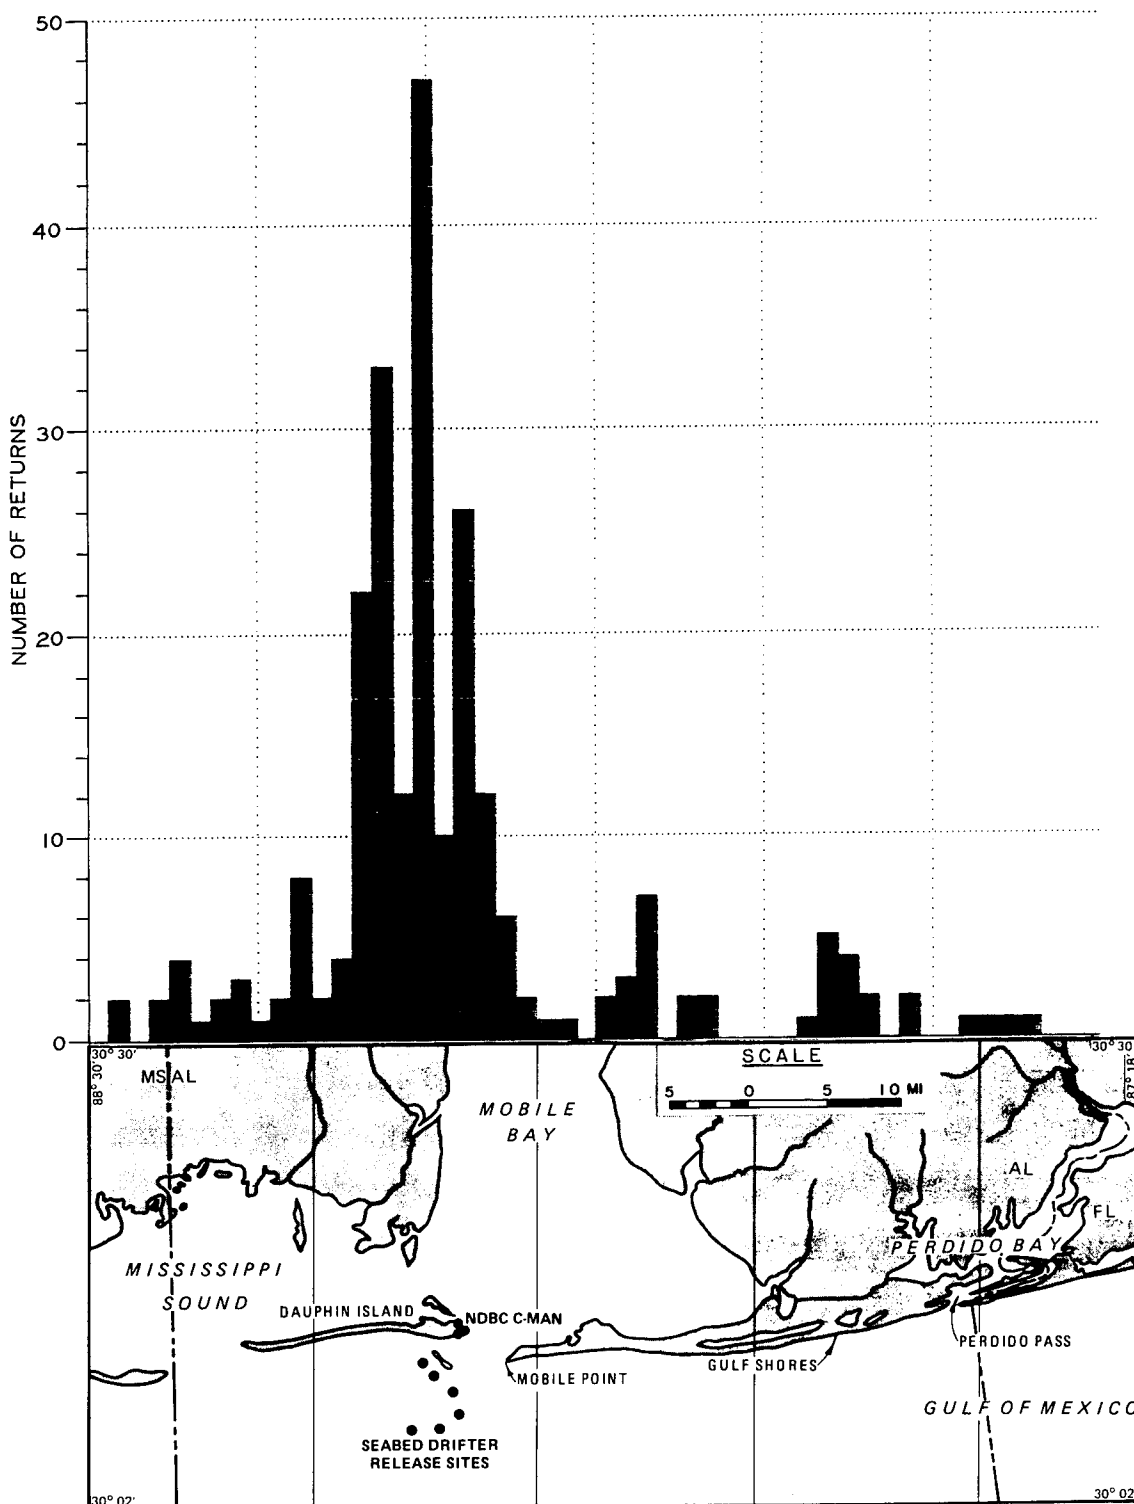 50
40
30
20
10
0
NUMBER OF RETURNS
30° 30'
88° 30'
MS
AL
MOBILE
BAY
SCALE
5 0 5 10 MI
30° 30
87° 18'
AL
FL
PERDIDO BAY
MISSISSIPPI
SOUND
DAUPHIN ISLAND
NDBC C-MAN
PERDIDO PASS
GULF SHORES
MOBILE POINT
GULF OF MEXICO
SEABED DRIFTER
RELEASE SITES
30° 02'
30° 02